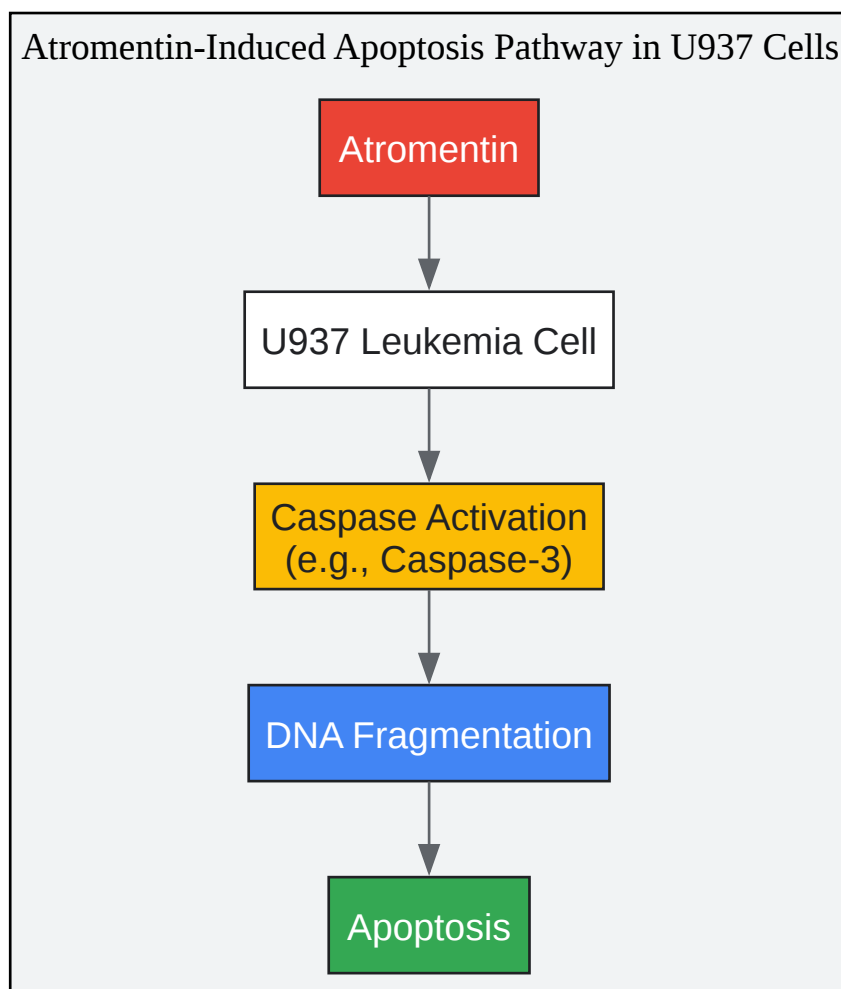 Atromentin-Induced Apoptosis Pathway in U937 Cells
Atromentin
U937 Leukemia Cell
Caspase Activation
(e.g., Caspase-3)
DNA Fragmentation
Apoptosis